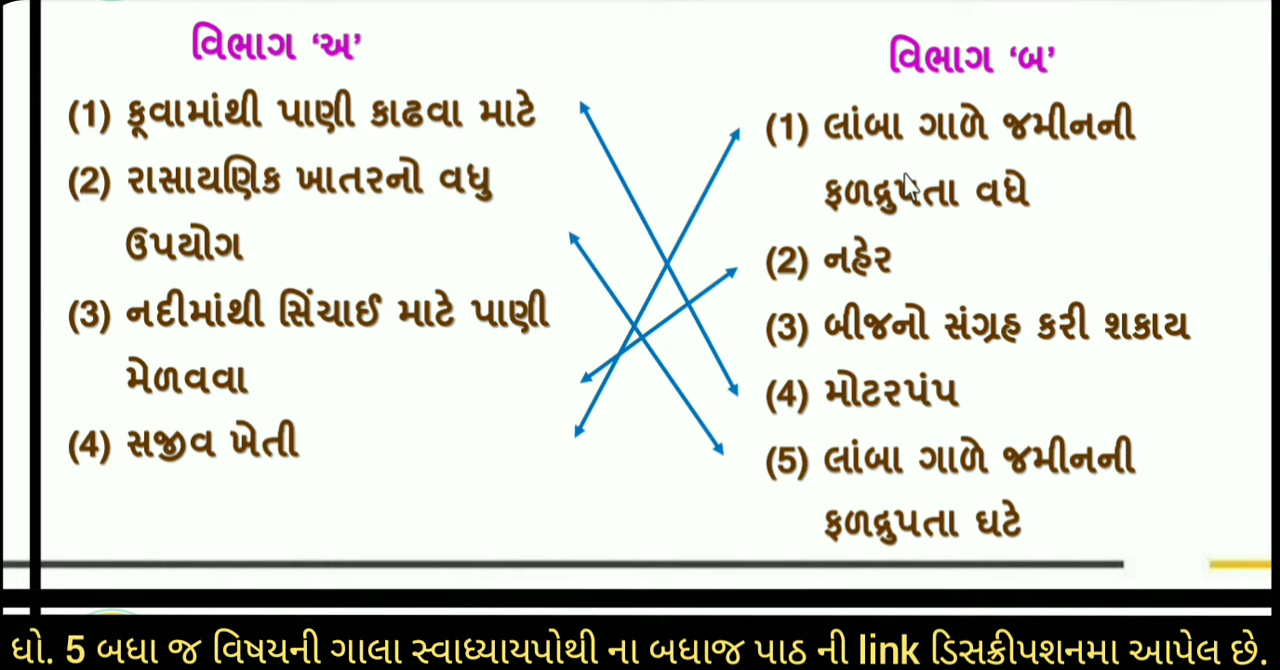 વિભાગ ‘અ’
(1) કૂવામાંથી પાણી કાઢવા માટે
(2) રાસાયણિક ખાતરનો વધુ
ઉપયોગ
(3) નદીમાંથી સિંચાઈ માટે પાણી
મેળવવા
(4) સજીવ ખેતી
વિભાગ ‘બ’
(1) લાંબા ગાળે જમીનની
ફળદ્રુપતા વધે
(2) નહેર
(3) બીજનો સંગ્રહ કરી શકાય
(4) મોટરપંપ
(5) લાંબા ગાળે જમીનની
ફળદ્રુપતા ઘટે
ધો. 5 બધા જ વિષયની ગાલા સ્વાધ્યાયપોથી ના બધાજ પાઠ ની link ડિસક્રીપશનમા આપેલ છે.